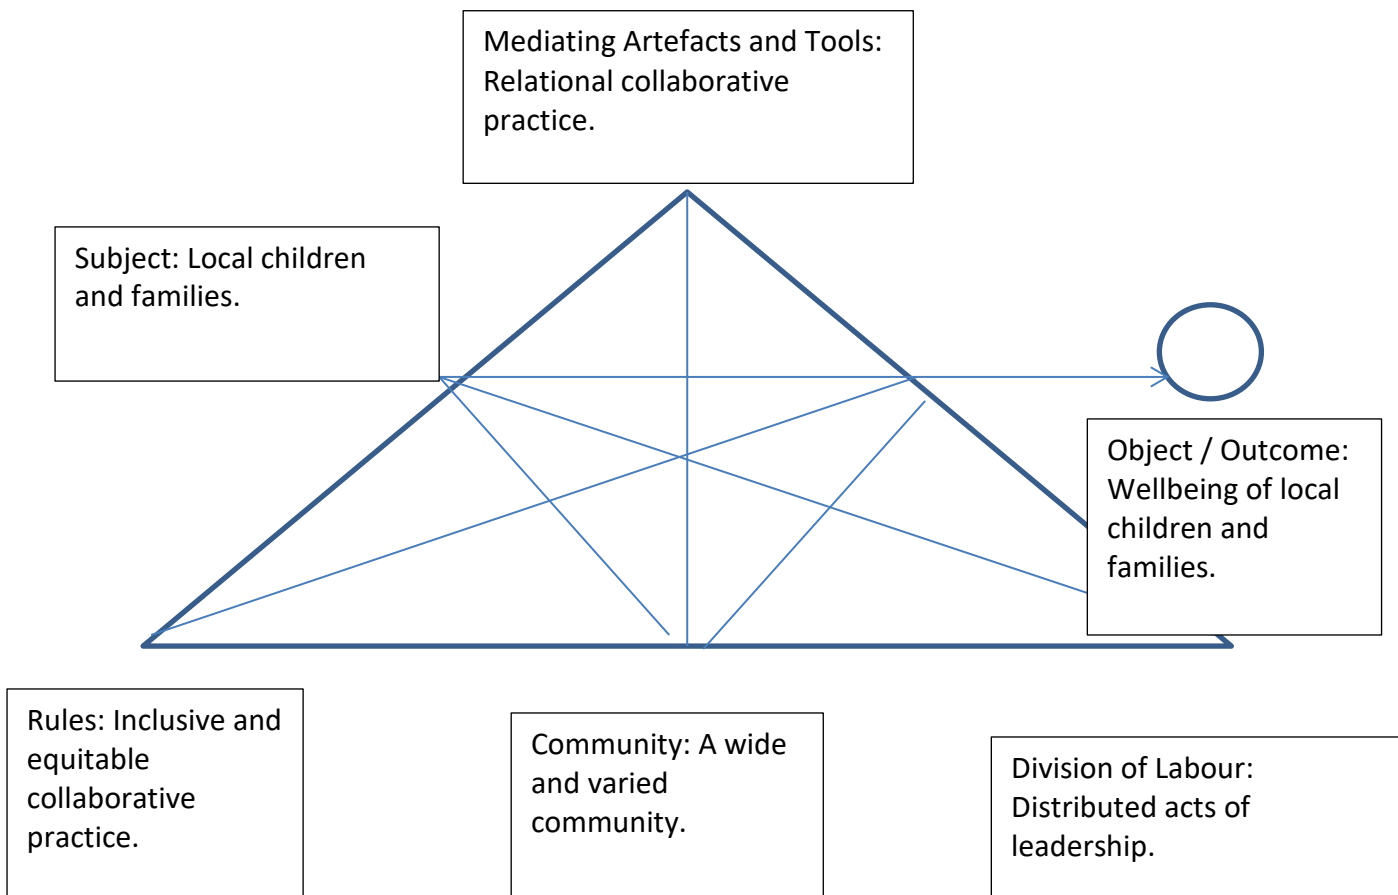 Mediating Artefacts and Tools:
Relational collaborative
practice.
Subject: Local children
and families.
Object / Outcome:
Wellbeing of local
children and
families.
Rules: Inclusive and
equitable
collaborative
practice.
Community: A wide
and varied
community.
Division of Labour:
Distributed acts of
leadership.